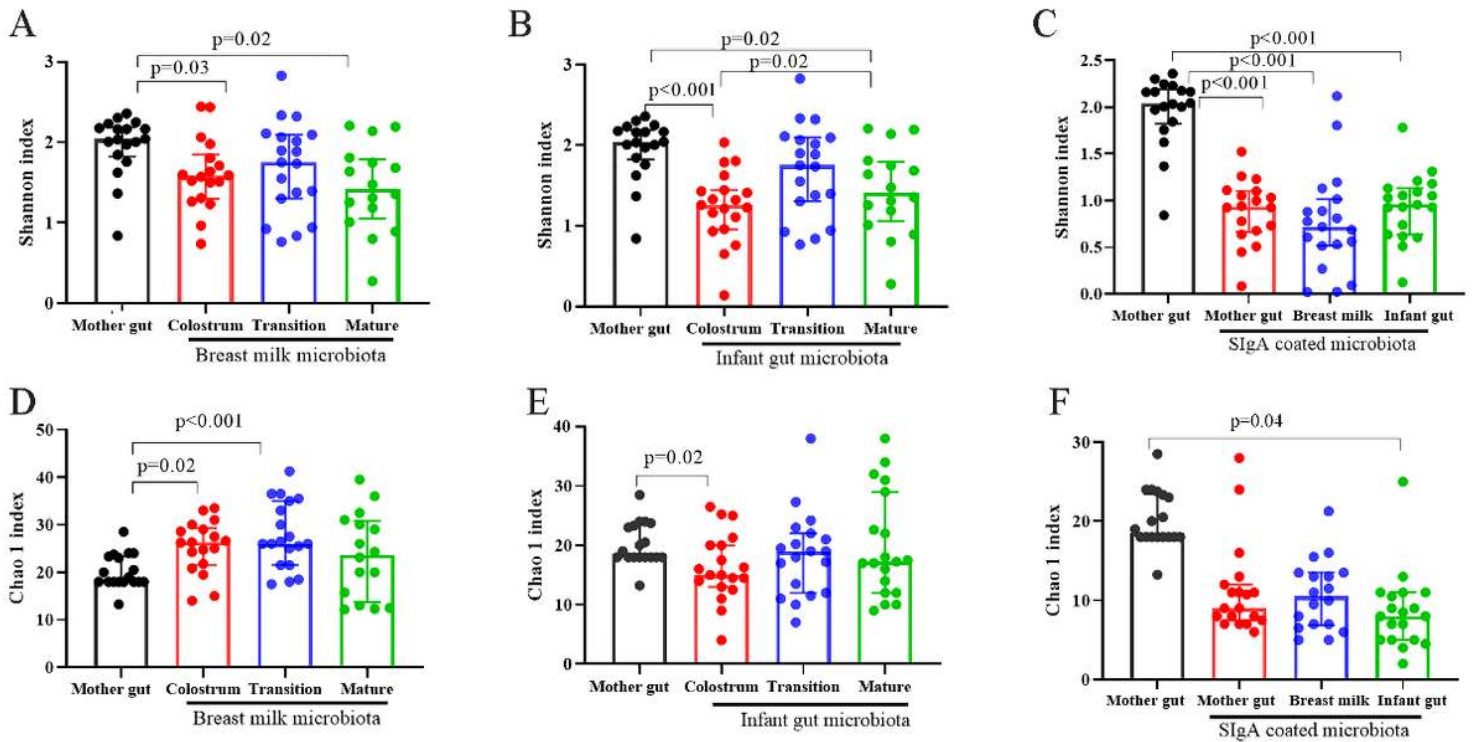 A
p=0.02
p=0.03
Shannon index
3
2
1
0
Mother gut Colostrum Transition Mature
Breast milk microbiota
B
p=0.02
p=0.02
p<0.001
Shannon index
3
2
1
0
Mother gut Colostrum Transition Mature
Infant gut microbiota
C
p<0.001
p<0.001
p<0.001
Shannon index
2.5
2.0
1.5
1.0
0.5
0.0
Mother gut Mother gut Breast milk Infant gut
SIgA coated microbiota
D
p<0.001
p=0.02
Chao 1 index
50
40
30
20
10
0
Mother gut Colostrum Transition Mature
Breast milk microbiota
E
p=0.02
Chao 1 index
40
30
20
10
0
Mother gut Colostrum Transition Mature
Infant gut microbiota
F
p=0.04
Chao 1 index
30
20
10
0
Mother gut Mother gut Breast milk Infant gut
SIgA coated microbiota